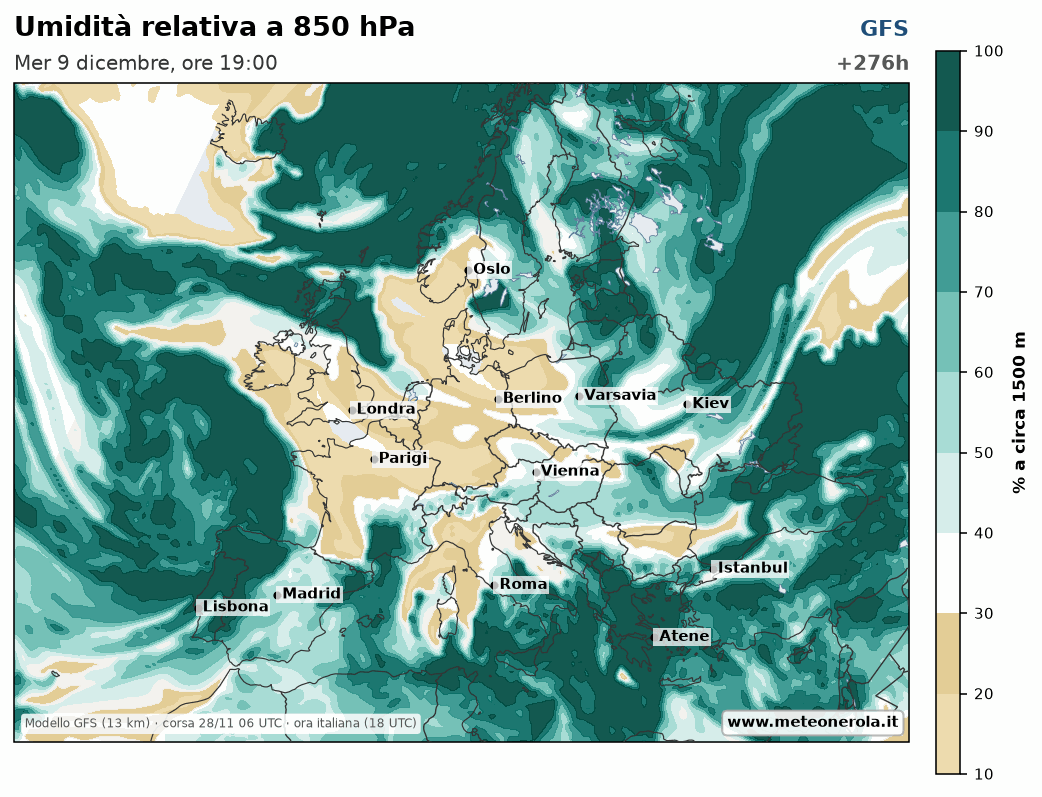 Umidità relativa a 850 hPa
GFS
Mer 9 dicembre, ore 19:00
+276h
100
90
80
70
60
50
40
30
20
10
% a circa 1500 m
Oslo
Berlino
Varsavia
Kiev
Londra
Parigi
Vienna
Istanbul
Roma
Madrid
Lisbona
Atene
Modello GFS (13 km) · corsa 28/11 06 UTC · ora italiana (18 UTC)
www.meteonerola.it